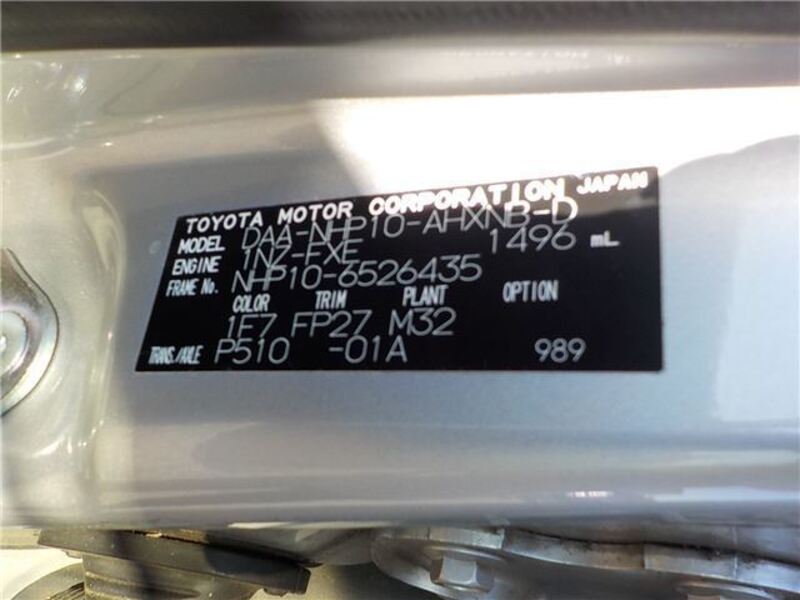 TOYOTA MOTOR CORPORATION JAPAN
MODEL DAA-NHP10-AHXNB-D
ENGINE 1NZ-FXE 1496 mL
FRAME No. NHP10-6526435
COLOR TRIM PLANT OPTION
1F7 FP27 M32
TRANS./AXLE P510 -01A 989